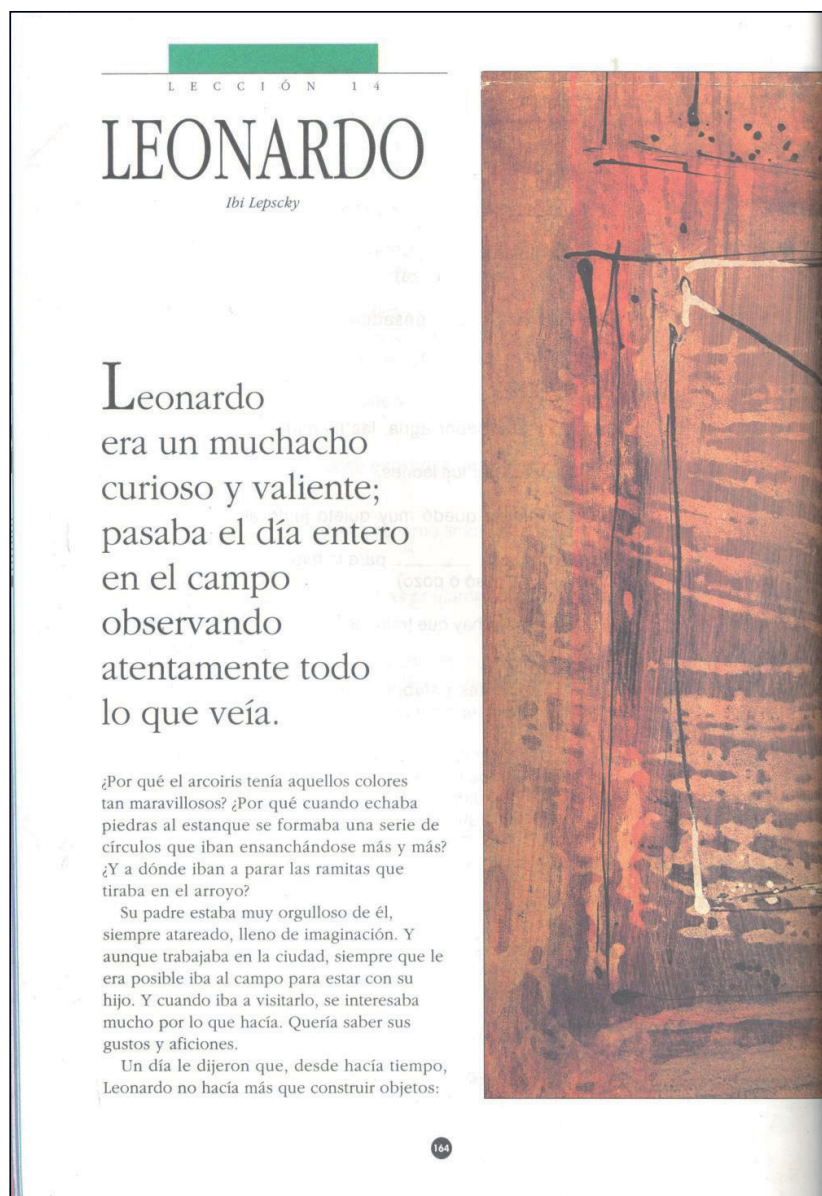 LECCIÓN 14
LEONARDO
Ibi Lepscky
Leonardo
era un muchacho
curioso y valiente;
pasaba el día entero
en el campo
observando
atentamente todo
lo que veía.
¿Por qué el arcoiris tenía aquellos colores
tan maravillosos? ¿Por qué cuando echaba
piedras al estanque se formaba una serie de
círculos que iban ensanchándose más y más?
¿Y a dónde iban a parar las ramitas que
tiraba en el arroyo?
Su padre estaba muy orgulloso de él,
siempre atareado, lleno de imaginación. Y
aunque trabajaba en la ciudad, siempre que le
era posible iba al campo para estar con su
hijo. Y cuando iba a visitarlo, se interesaba
mucho por lo que hacía. Quería saber sus
gustos y aficiones.
Un día le dijeron que, desde hacía tiempo,
Leonardo no hacía más que construir objetos:
164